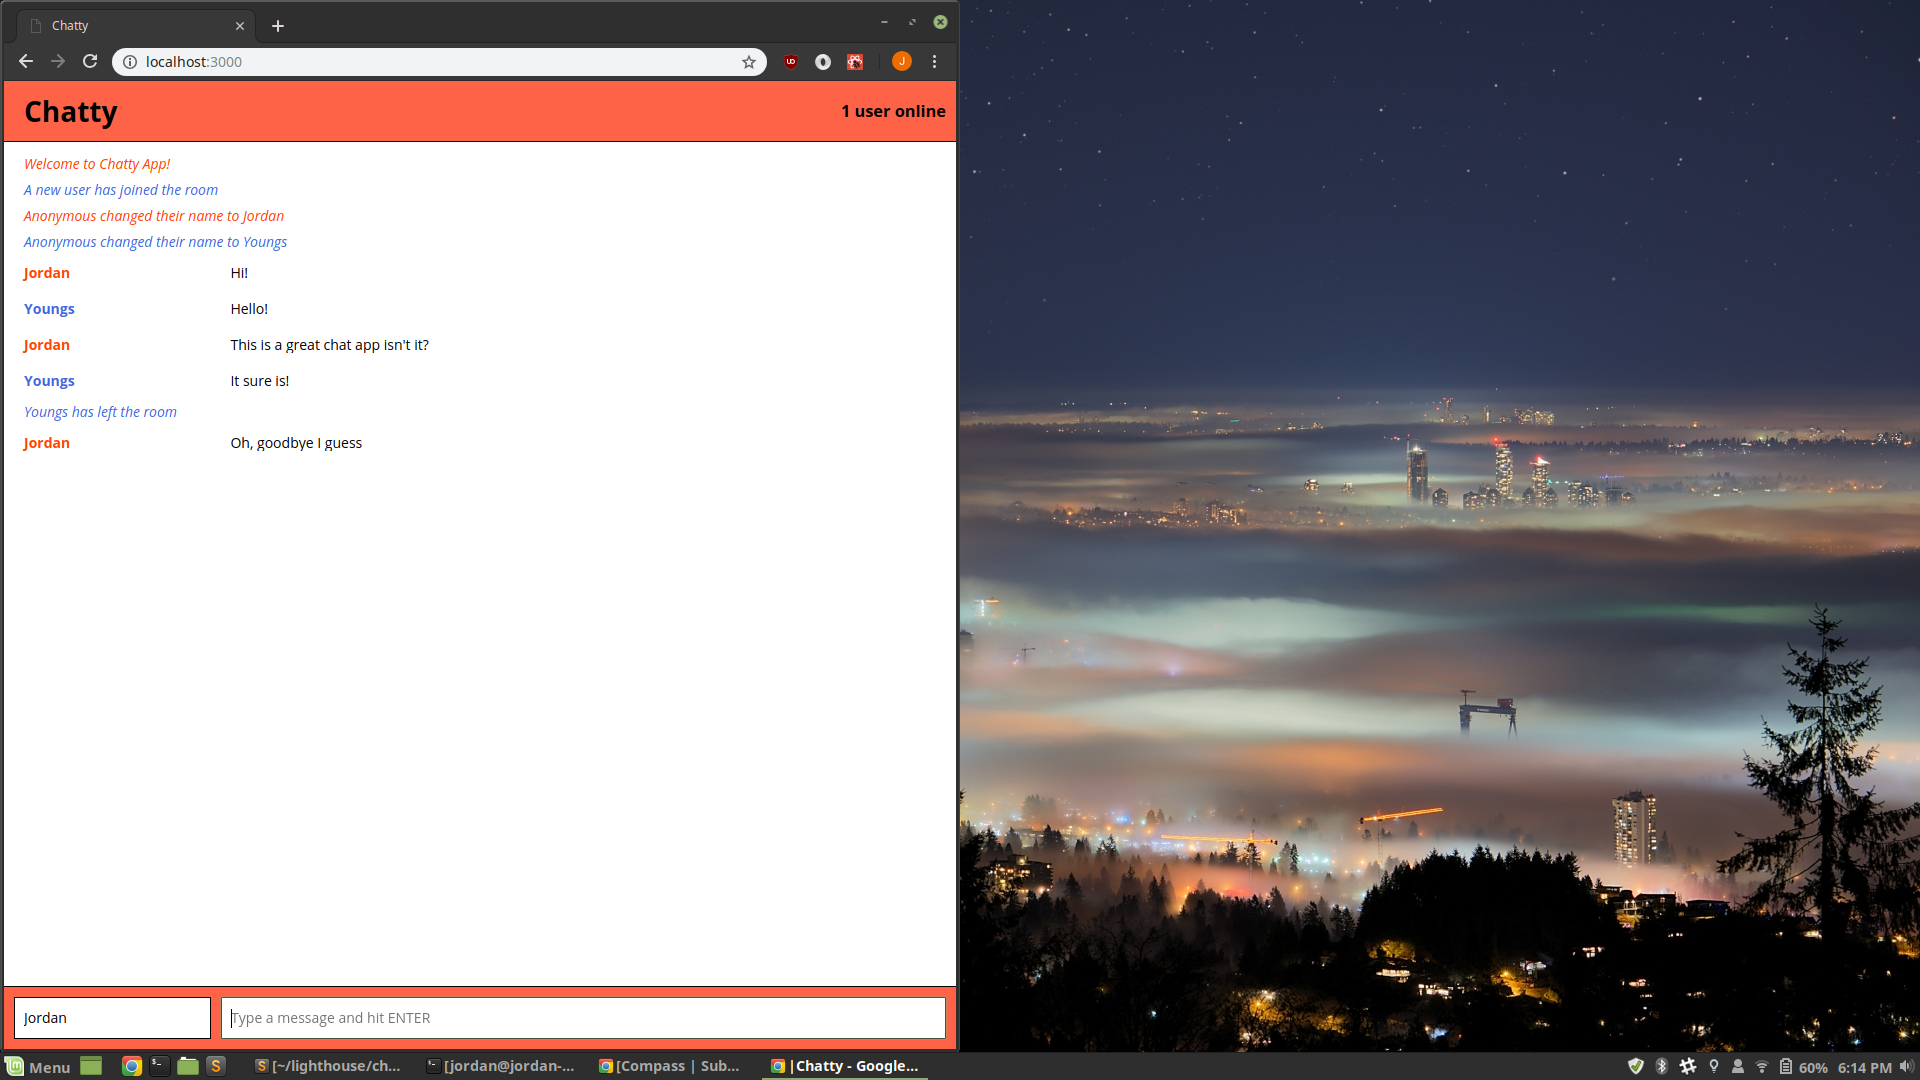 Chatty
localhost:3000
J
Chatty
1 user online
Welcome to Chatty App!
A new user has joined the room
Anonymous changed their name to Jordan
Anonymous changed their name to Youngs
Jordan Hi!
Youngs Hello!
Jordan This is a great chat app isn't it?
Youngs It sure is!
Youngs has left the room
Jordan Oh, goodbye I guess
Jordan
Type a message and hit ENTER
Menu
S
S [~/lighthouse/ch...
[jordan@jordan-...
[Compass | Sub...
|Chatty - Google...
60%
6:14 PM